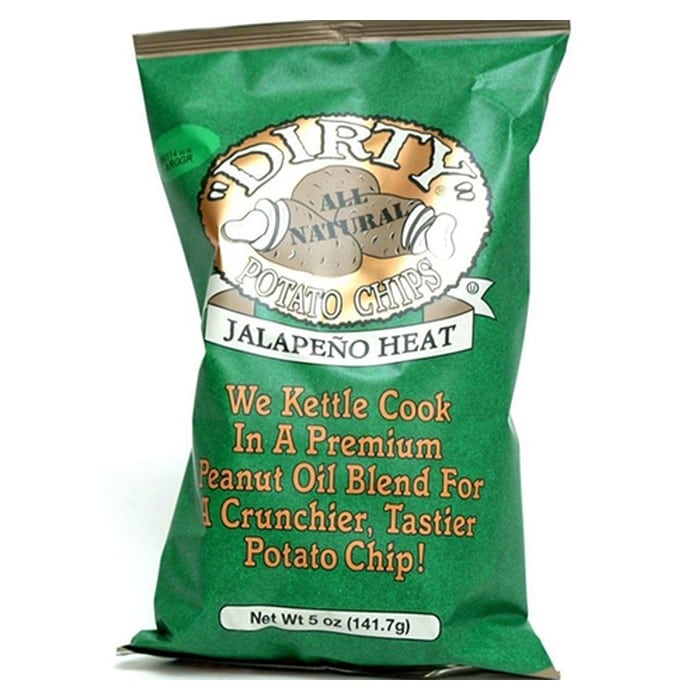 "DIRTY"®
ALL
NATURAL
POTATO CHIPS
JALAPEÑO HEAT
We Kettle Cook
In A Premium
Peanut Oil Blend For
A Crunchier, Tastier
Potato Chip!
Net Wt 5 oz (141.7g)